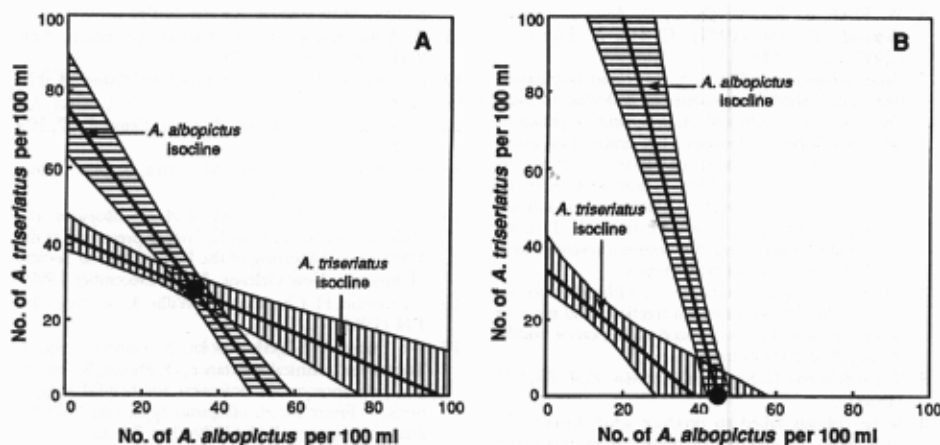 A
100
80
60
40
20
0
No. of A. triseriatus per 100 ml
A. albopictus
isocline
A. triseriatus
isocline
0 20 40 60 80 100
No. of A. albopictus per 100 ml
B
100
80
60
40
20
0
No. of A. triseriatus per 100 ml
A. albopictus
isocline
A. triseriatus
isocline
0 20 40 60 80 100
No. of A. albopictus per 100 ml